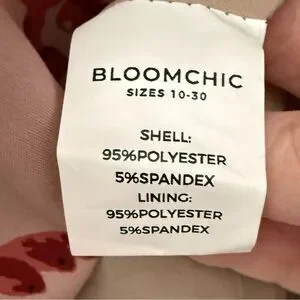 BLOOMCHIC
SIZES 10-30
SHELL:
95%POLYESTER
5%SPANDEX
LINING:
95%POLYESTER
5%SPANDEX